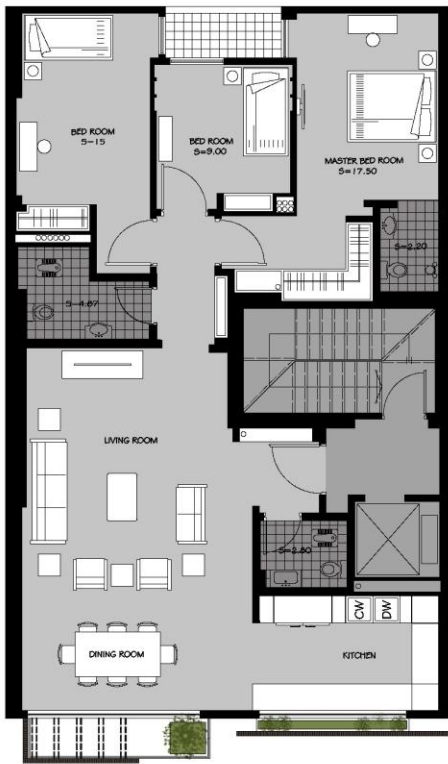 BED ROOM
S-15
BED ROOM
S=9.00
MASTER BED ROOM
S=17.50
S=2.20
S-4.87
LIVING ROOM
S=2.80
CW
DW
DINING ROOM
KITCHEN